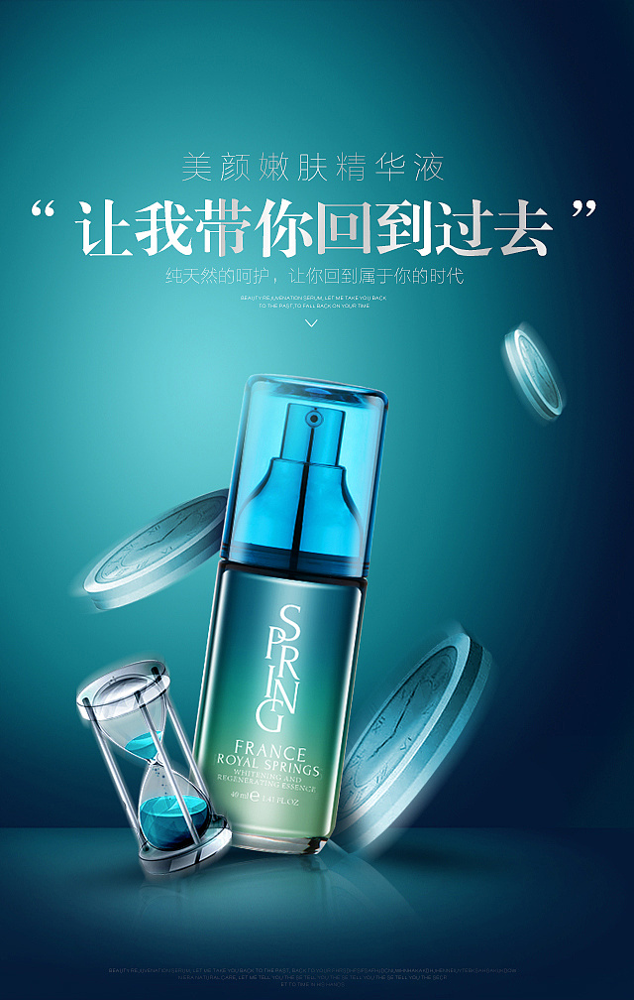 美颜嫩肤精华液
“让我带你回到过去”
纯天然的呵护，让你回到属于你的时代
BEAUTY REJUVENATION SERUM, LET ME TAKE YOU BACK
TO THE PAST,TO FALL BACK ON YOUR TIME
SPRING
FRANCE
ROYAL SPRINGS
WHITENING AND
REGENERATING ESSENCE
40 ml e 1.41 FL.OZ